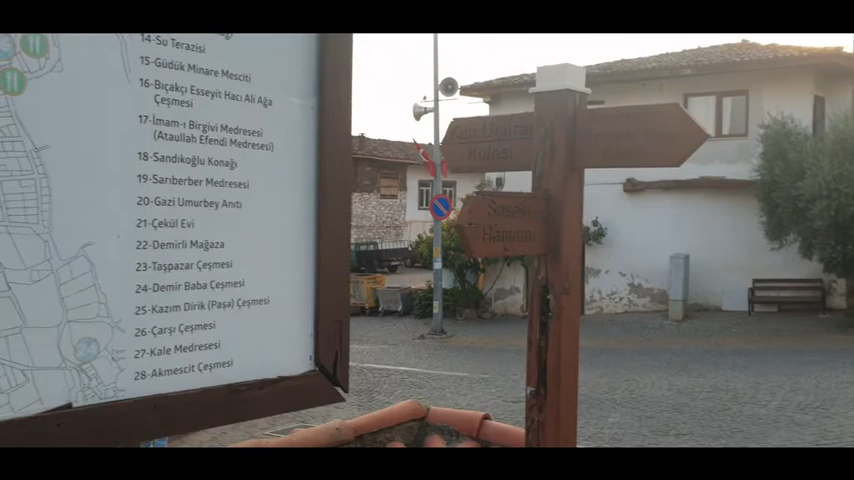 14-Su Terazisi
15-Güdük Minare Mesciti
16-Bıçakçı Esseyit Hacı Ali Ağa
Çeşmesi
17-İmam-ı Birgivi Medresesi
(Ataullah Efendi Medresesi)
18-Sandıkoğlu Konağı
19-Sarıberber Medresesi
20-Gazi Umurbey Anıtı
21-Çekül Evi
22-Demirli Mağaza
23-Taşpazar Çeşmesi
24-Demir Baba Çeşmesi
25-Kazım Dirik (Paşa) Çeşmesi
26-Çarşı Çeşmesi
27-Kale Medresesi
28-Akmescit Çeşmesi
Kulesi
Sasalı
Hamamı